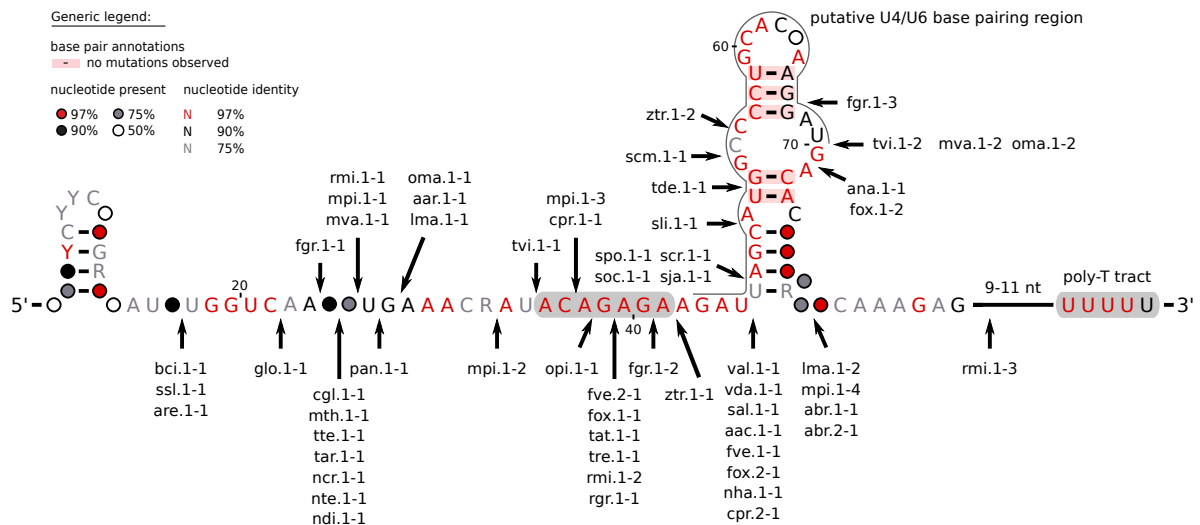 Generic legend:
base pair annotations
- no mutations observed
nucleotide present
97%
75%
90%
50%
nucleotide identity
N 97%
N 90%
N 75%
putative U4/U6 base pairing region
C A C
60
G A
U A
C G
C G
C A
C U
70
G G
G C A
U A
A C
C
G
A
U R
fgr.1-3
ztr.1-2
tvi.1-2 mva.1-2 oma.1-2
scm.1-1
tde.1-1
ana.1-1
fox.1-2
sli.1-1
spo.1-1 scr.1-1
soc.1-1 sja.1-1
rmi.1-1 oma.1-1
mpi.1-1 aar.1-1
mva.1-1 lma.1-1
mpi.1-3
cpr.1-1
fgr.1-1
tvi.1-1
Y Y C
Y
C
Y G
R
poly-T tract
9-11 nt
20
5'- A U U G G U C A A U G A A A C R A U A C A G A G A A G A U U R C A A A G A G U U U U U -3'
40
bci.1-1
ssl.1-1
are.1-1
glo.1-1
pan.1-1
cgl.1-1
mth.1-1
tte.1-1
tar.1-1
ncr.1-1
nte.1-1
ndi.1-1
mpi.1-2
opi.1-1
fgr.1-2
fve.2-1
fox.1-1
tat.1-1
tre.1-1
rmi.1-2
rgr.1-1
ztr.1-1
val.1-1
vda.1-1
sal.1-1
aac.1-1
fve.1-1
fox.2-1
nha.1-1
cpr.2-1
lma.1-2
mpi.1-4
abr.1-1
abr.2-1
rmi.1-3